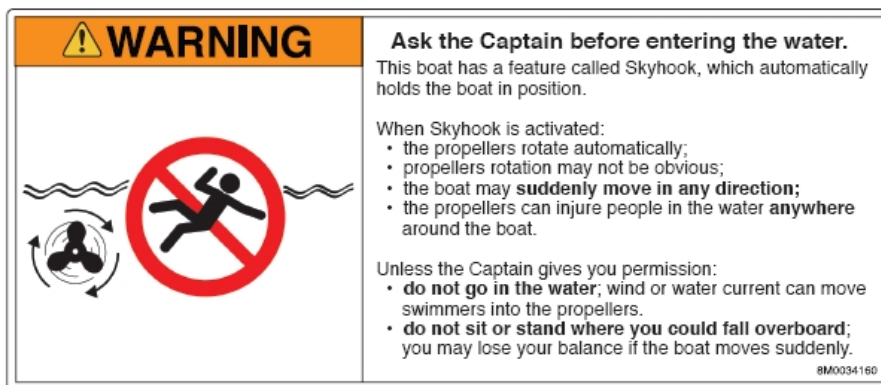 WARNING
Ask the Captain before entering the water.
This boat has a feature called Skyhook, which automatically
holds the boat in position.
When Skyhook is activated:
• the propellers rotate automatically;
• propellers rotation may not be obvious;
• the boat may suddenly move in any direction;
• the propellers can injure people in the water anywhere
around the boat.
Unless the Captain gives you permission:
• do not go in the water; wind or water current can move
swimmers into the propellers.
• do not sit or stand where you could fall overboard;
you may lose your balance if the boat moves suddenly.
8M0034160